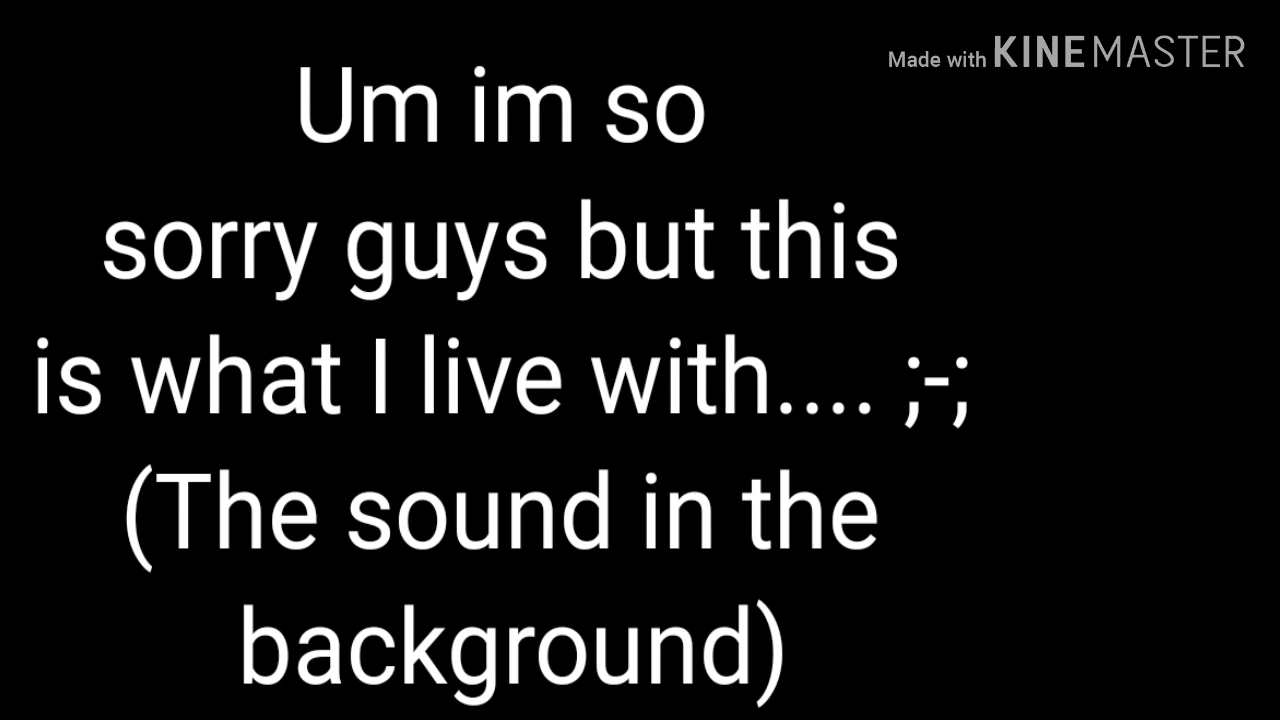 Made with KINEMASTER
Um im so
sorry guys but this
is what I live with.... ;-;
(The sound in the
background)